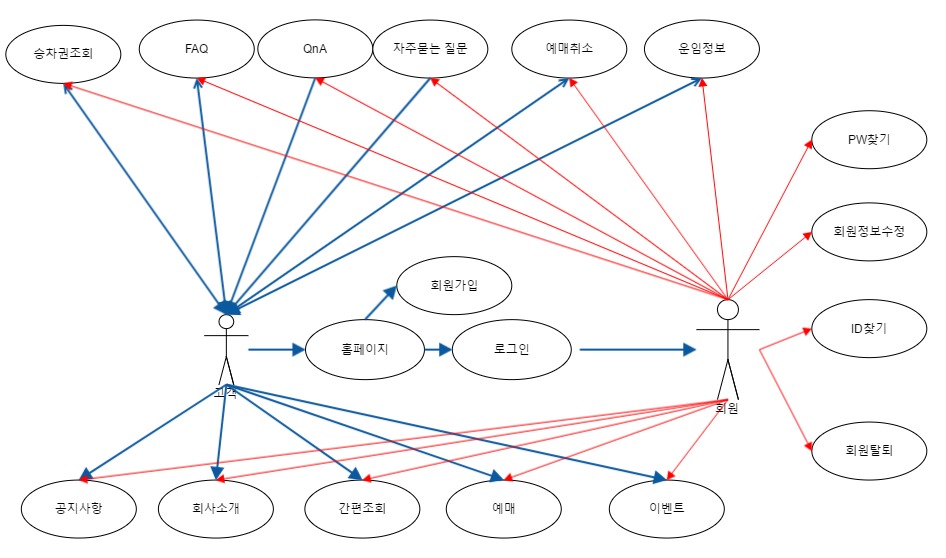 승차권조회
FAQ
QnA
자주묻는 질문
예매취소
운임정보
PW찾기
회원정보수정
회원가입
홈페이지
로그인
ID찾기
고객
회원
회원탈퇴
공지사항
회사소개
간편조회
예매
이벤트